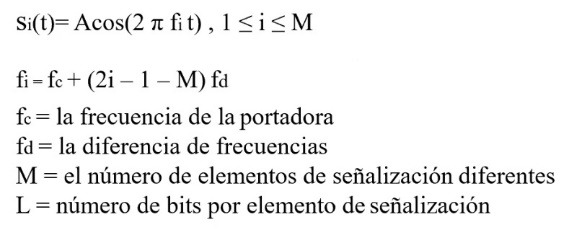 si(t)= Acos(2 π fi t) , 1 ≤ i ≤ M
fi = fc + (2i – 1 – M) fd
fc = la frecuencia de la portadora
fd = la diferencia de frecuencias
M = el número de elementos de señalización diferentes
L = número de bits por elemento de señalización